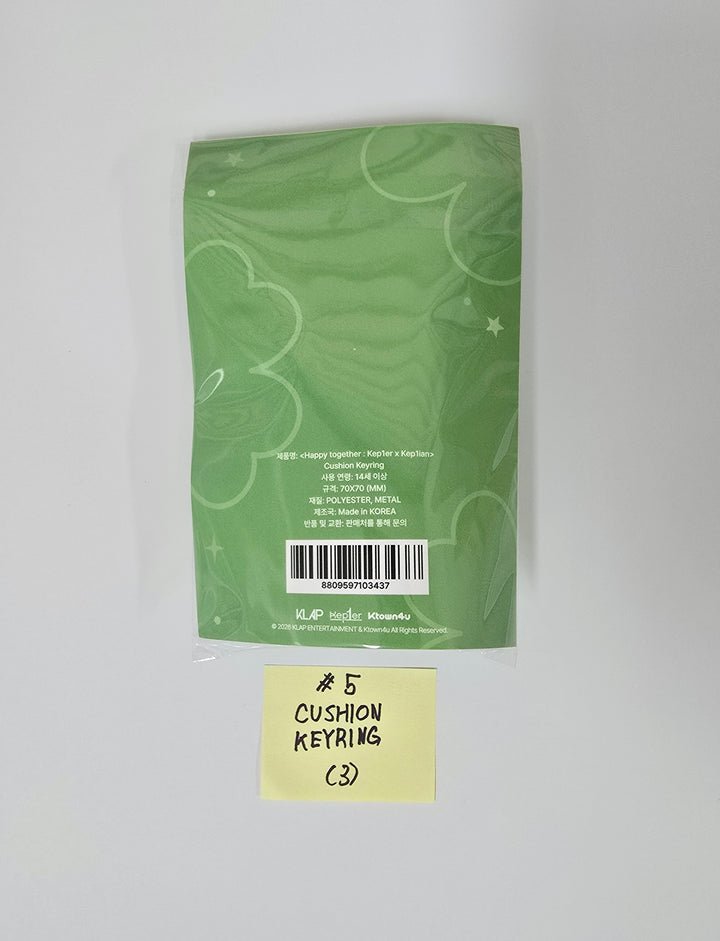 제품명: <Happy together : Kep1er x Kep1ian>
Cushion Keyring
사용 연령: 14세 이상
규격: 70X70 (MM)
재질: POLYESTER, METAL
제조국: Made in KOREA
반품 및 교환: 판매처를 통해 문의
8809597103437
KLAP Kep1er Ktown4u
© 2026 KLAP ENTERTAINMENT & Ktown4u All Rights Reserved.
# 5
CUSHION
KEYRING
(3)